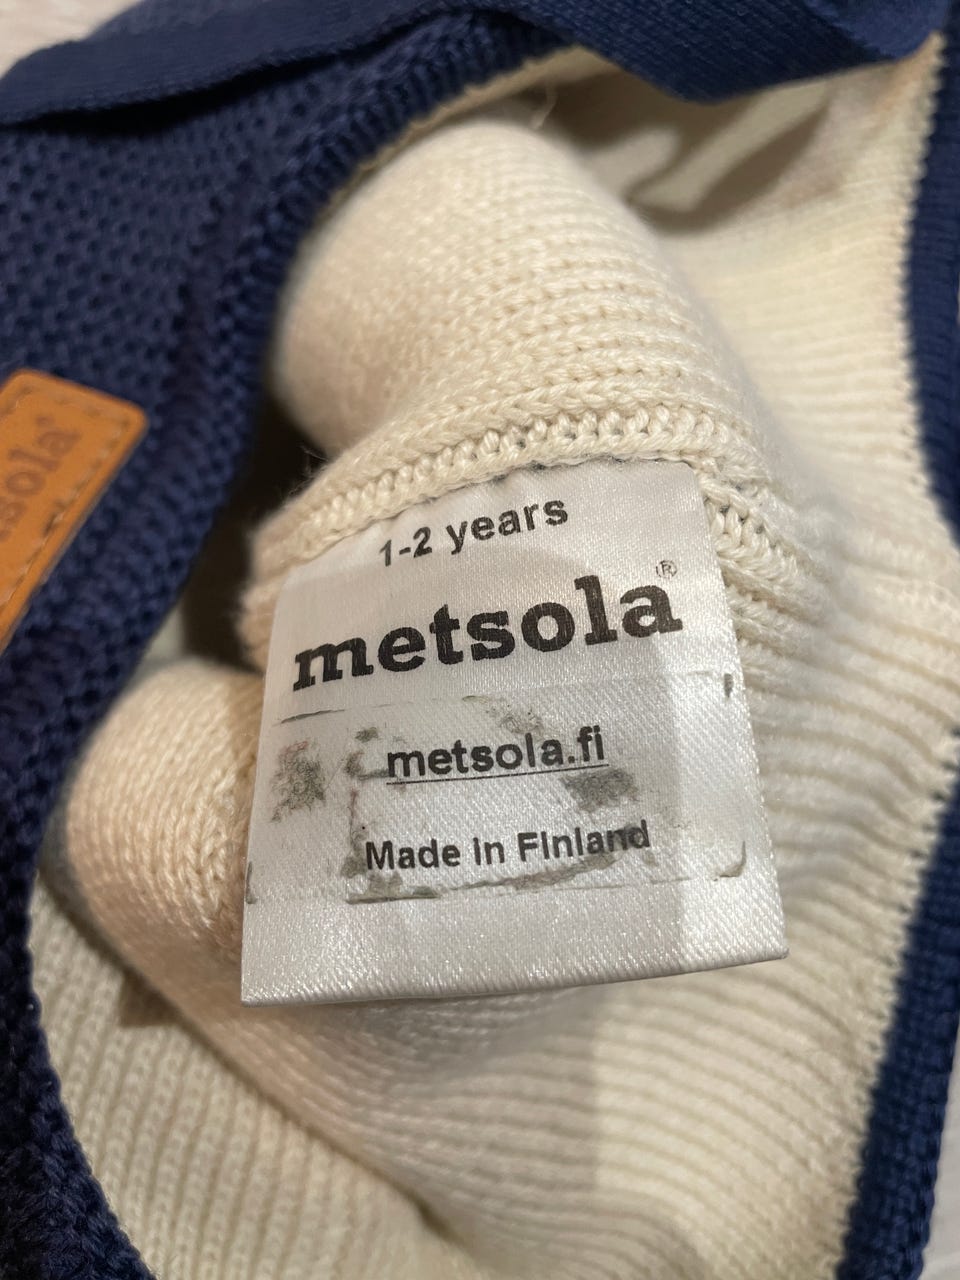 1-2 years
metsola®
metsola.fi
Made in Finland